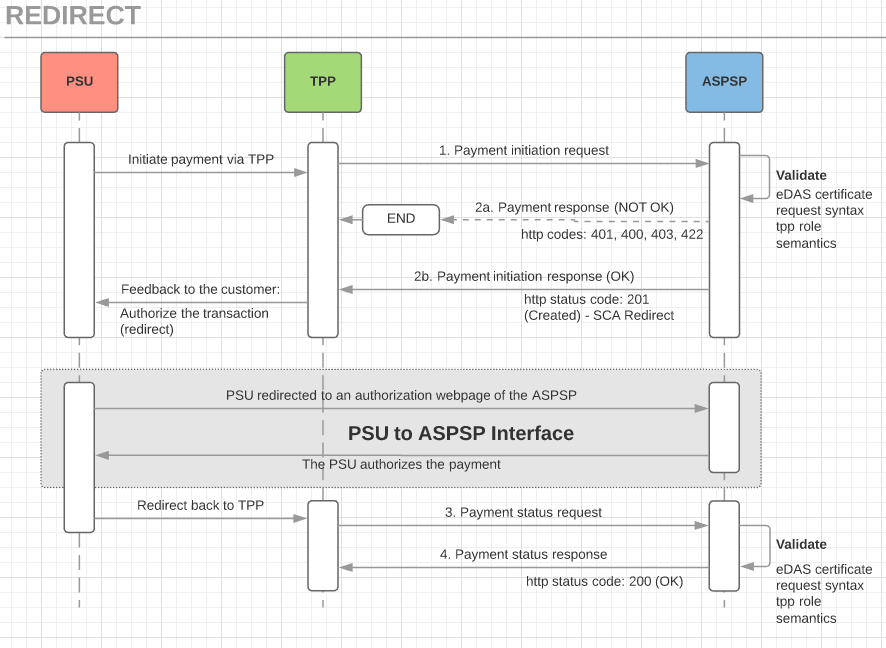 REDIRECT
PSU
TPP
ASPSP
Initiate payment via TPP
1. Payment initiation request
Validate
eDAS certificate
request syntax
tpp role
semantics
END
2a. Payment response (NOT OK)
http codes: 401, 400, 403, 422
2b. Payment initiation response (OK)
http status code: 201
(Created) - SCA Redirect
Feedback to the customer:
Authorize the transaction
(redirect)
PSU redirected to an authorization webpage of the ASPSP
PSU to ASPSP Interface
The PSU authorizes the payment
Redirect back to TPP
3. Payment status request
4. Payment status response
http status code: 200 (OK)
Validate
eDAS certificate
request syntax
tpp role
semantics